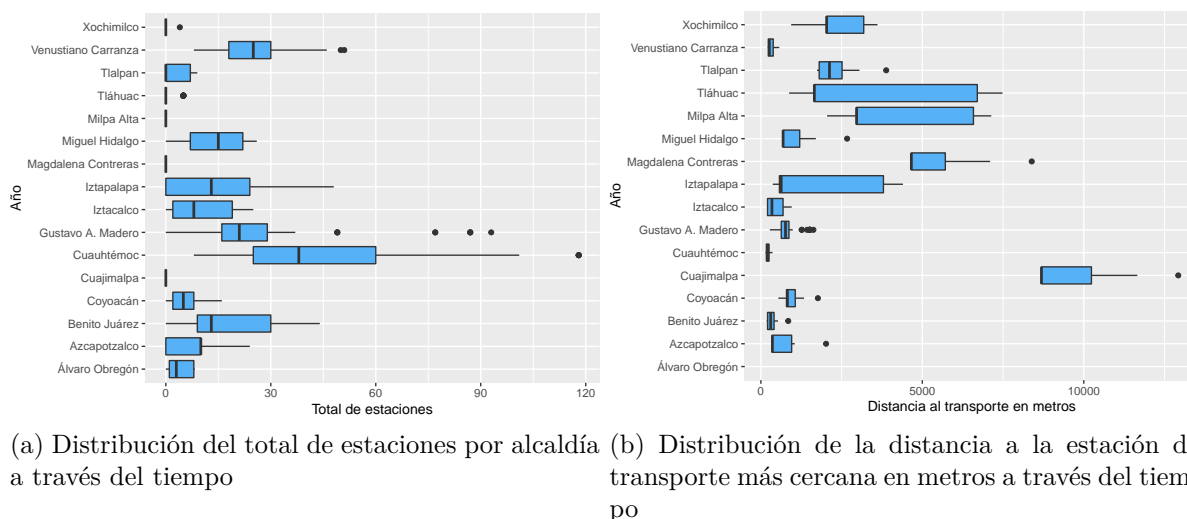 Xochimilco
Venustiano Carranza
Tlalpan
Tláhuac
Milpa Alta
Miguel Hidalgo
Magdalena Contreras
Iztapalapa
Iztacalco
Gustavo A. Madero
Cuauhtémoc
Cuajimalpa
Coyoacán
Benito Juárez
Azcapotzalco
Álvaro Obregón
Año
0 30 60 90 120
Total de estaciones
(a) Distribución del total de estaciones por alcaldía
a través del tiempo
Xochimilco
Venustiano Carranza
Tlalpan
Tláhuac
Milpa Alta
Miguel Hidalgo
Magdalena Contreras
Iztapalapa
Iztacalco
Gustavo A. Madero
Cuauhtémoc
Cuajimalpa
Coyoacán
Benito Juárez
Azcapotzalco
Álvaro Obregón
Año
0 5000 10000
Distancia al transporte en metros
(b) Distribución de la distancia a la estación d
transporte más cercana en metros a través del tiem
po